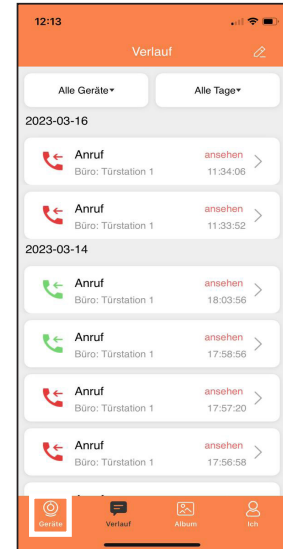 12:13
Verlauf
Alle Geräte▾ Alle Tage▾
2023-03-16
Anruf ansehen
Büro: Türstation 1 11:34:06
Anruf ansehen
Büro: Türstation 1 11:33:52
2023-03-14
Anruf ansehen
Büro: Türstation 1 18:03:56
Anruf ansehen
Büro: Türstation 1 17:58:56
Anruf ansehen
Büro: Türstation 1 17:57:20
Anruf ansehen
Büro: Türstation 1 17:56:58
Geräte Verlauf Album Ich